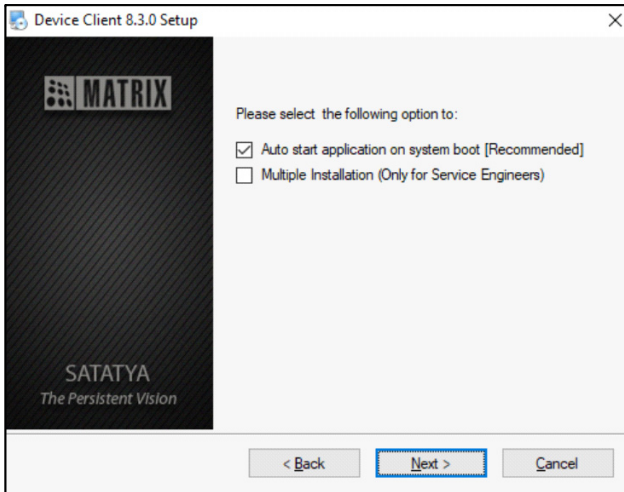 Device Client 8.3.0 Setup
MATRIX
Please select the following option to:
Auto start application on system boot [Recommended]
Multiple Installation (Only for Service Engineers)
SATATYA
The Persistent Vision
< Back
Next >
Cancel